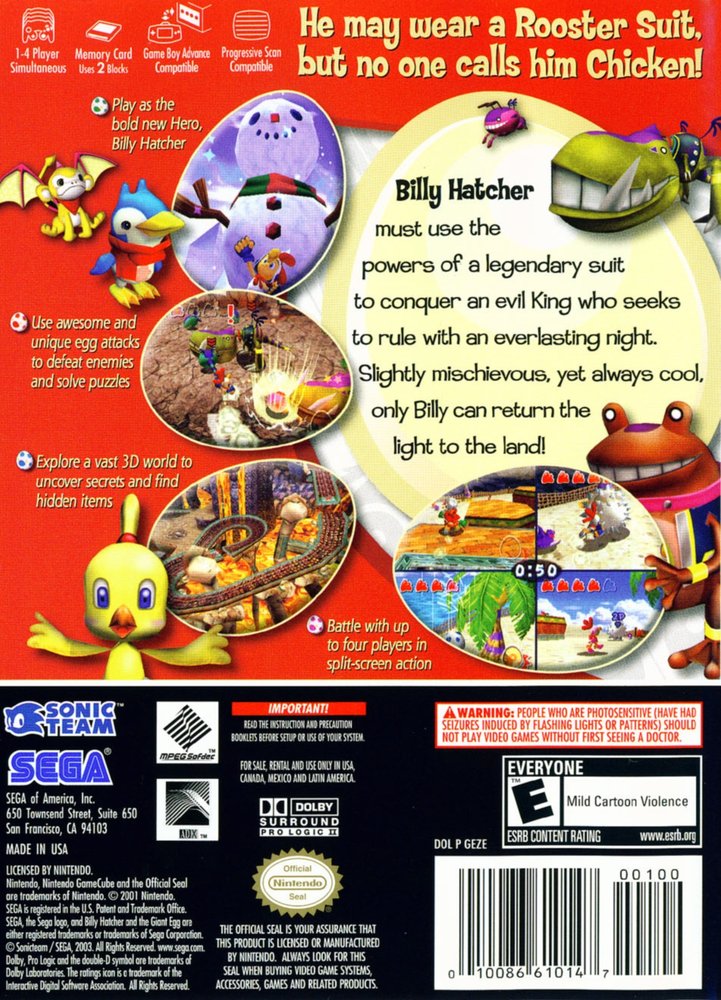 1-4 Player
Simultaneous
Memory Card
Uses 2 Blocks
Game Boy Advance
Compatible
Progressive Scan
Compatible
He may wear a Rooster Suit,
but no one calls him Chicken!
Play as the
bold new Hero,
Billy Hatcher
Billy Hatcher
must use the
powers of a legendary suit
to conquer an evil King who seeks
to rule with an everlasting night.
Slightly mischievous, yet always cool,
only Billy can return the
light to the land!
Use awesome and
unique egg attacks
to defeat enemies
and solve puzzles
Explore a vast 3D world to
uncover secrets and find
hidden items
0:50
2P
Battle with up
to four players in
split-screen action
SONIC
TEAM™
SEGA®
SEGA of America, Inc.
650 Townsend Street, Suite 650
San Francisco, CA 94103
MADE IN USA
LICENSED BY NINTENDO.
Nintendo, Nintendo GameCube and the Official Seal
are trademarks of Nintendo. © 2001 Nintendo.
SEGA is registered in the U.S. Patent and Trademark Office.
SEGA, the Sega logo, and Billy Hatcher and the Giant Egg are
either registered trademarks or trademarks of Sega Corporation.
© Sonicteam / SEGA, 2003. All Rights Reserved. www.sega.com.
Dolby, Pro Logic and the double-D symbol are trademarks of
Dolby Laboratories. The ratings icon is a trademark of the
Interactive Digital Software Association. All Rights Reserved.
MPEG Sofdec™
ADX ™
IMPORTANT!
READ THE INSTRUCTION AND PRECAUTION
BOOKLETS BEFORE SETUP OR USE OF YOUR SYSTEM.
FOR SALE, RENTAL AND USE ONLY IN USA,
CANADA, MEXICO AND LATIN AMERICA.
DOLBY
SURROUND
PRO LOGIC II
Official
Nintendo
Seal
THE OFFICIAL SEAL IS YOUR ASSURANCE THAT
THIS PRODUCT IS LICENSED OR MANUFACTURED
BY NINTENDO. ALWAYS LOOK FOR THIS
SEAL WHEN BUYING VIDEO GAME SYSTEMS,
ACCESSORIES, GAMES AND RELATED PRODUCTS.
WARNING: PEOPLE WHO ARE PHOTOSENSITIVE (HAVE HAD
SEIZURES INDUCED BY FLASHING LIGHTS OR PATTERNS) SHOULD
NOT PLAY VIDEO GAMES WITHOUT FIRST SEEING A DOCTOR.
EVERYONE
E
Mild Cartoon Violence
ESRB CONTENT RATING www.esrb.org
DOL P GEZE
00100
0 10086 61014 7